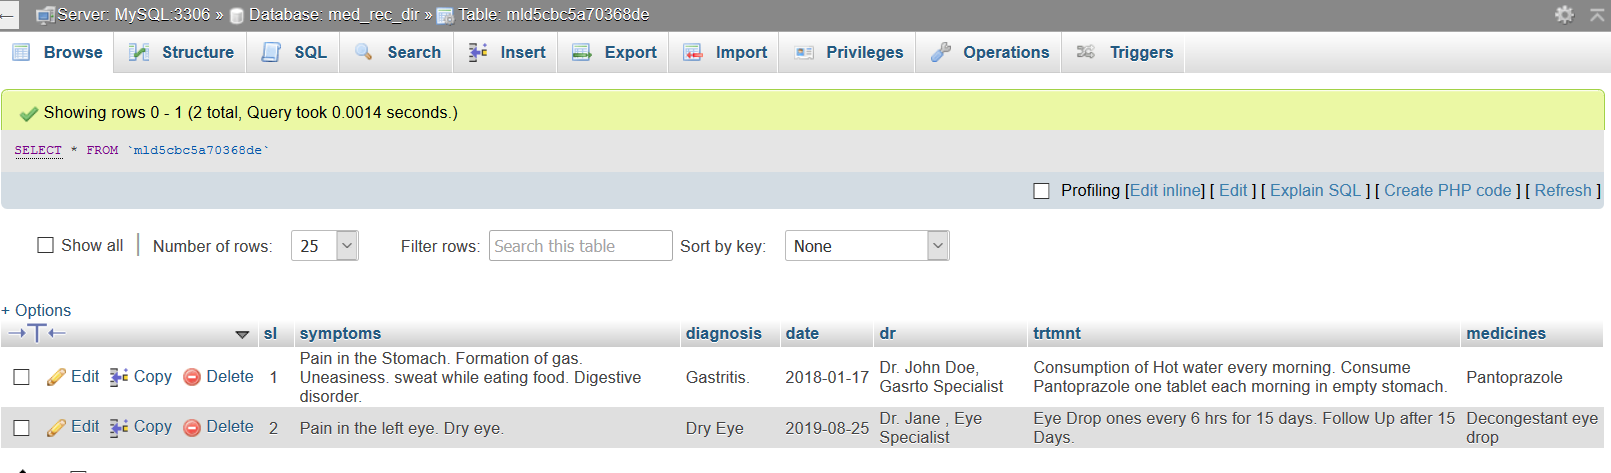 Server: MySQL:3306 » Database: med_rec_dir » Table: mld5cbc5a70368de
Browse Structure SQL Search Insert Export Import Privileges Operations Triggers
Showing rows 0 - 1 (2 total, Query took 0.0014 seconds.)
SELECT * FROM `mld5cbc5a70368de`
Profiling [Edit inline] [ Edit ] [ Explain SQL ] [ Create PHP code ] [ Refresh ]
Show all Number of rows: 25 Filter rows: Search this table Sort by key: None
+ Options
sl symptoms diagnosis date dr trtmnt medicines
Edit Copy Delete 1 Pain in the Stomach. Formation of gas.
Uneasiness. sweat while eating food. Digestive
disorder.
Gastritis. 2018-01-17 Dr. John Doe,
Gasrto Specialist
Consumption of Hot water every morning. Consume
Pantoprazole one tablet each morning in empty stomach.
Pantoprazole
Edit Copy Delete 2 Pain in the left eye. Dry eye. Dry Eye 2019-08-25 Dr. Jane , Eye
Specialist
Eye Drop ones every 6 hrs for 15 days. Follow Up after 15
Days.
Decongestant eye
drop